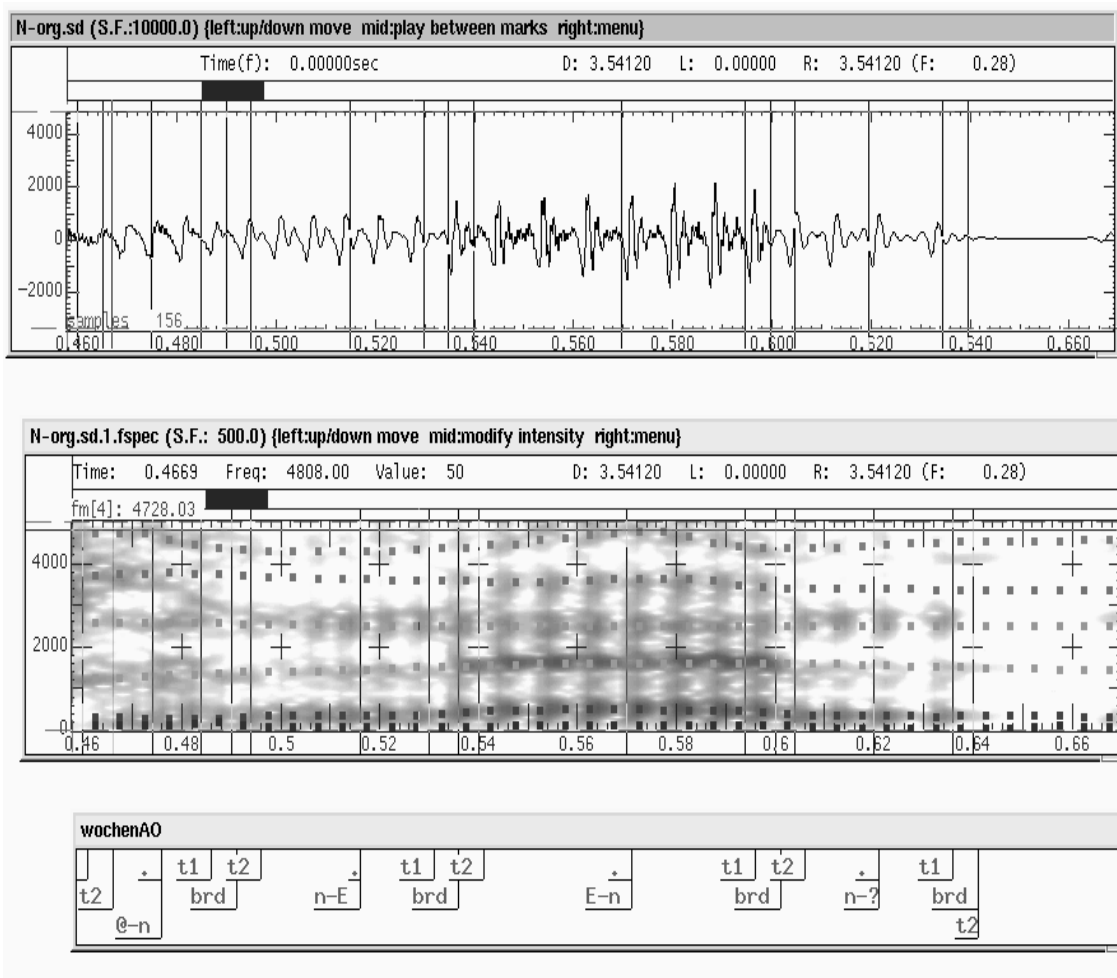 N-org.sd (S.F.:10000.0) {left:up/down move mid:play between marks right:menu}
Time(f): 0.00000sec D: 3.54120 L: 0.00000 R: 3.54120 (F: 0.28)
4000
2000
0
-2000
samples 156
0.460 0.480 0.500 0.520 0.540 0.560 0.580 0.600 0.520 0.540 0.660
N-org.sd.1.fspec (S.F.: 500.0) {left:up/down move mid:modify intensity right:menu}
Time: 0.4669 Freq: 4808.00 Value: 50 D: 3.54120 L: 0.00000 R: 3.54120 (F: 0.28)
fm[4]: 4728.03
4000
2000
0
0.46 0.48 0.5 0.52 0.54 0.56 0.58 0.6 0.62 0.64 0.66
wochenAO
. t1 t2 . t1 t2 . t1 t2 . t1
t2 brd n-E brd E-n brd n-? brd
@-n t2